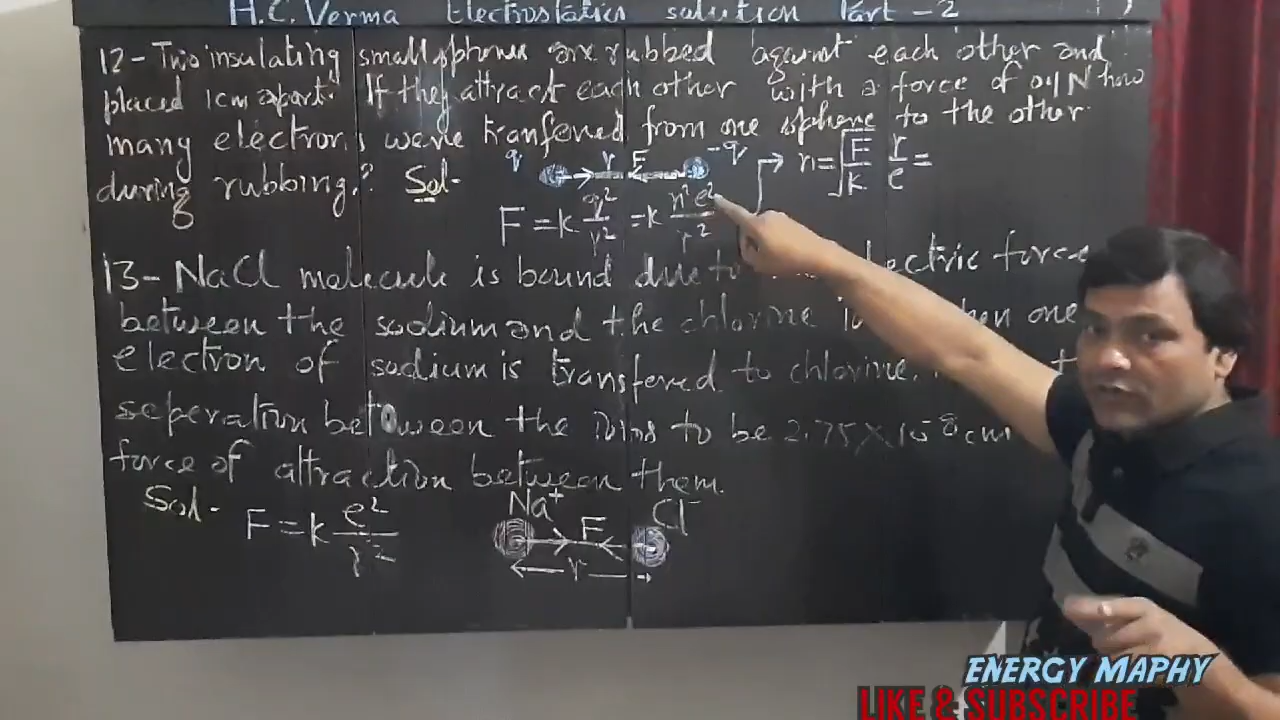 H.C. Verma Electrostatics solution Part - 2
12- Two insulating small spheres are rubbed against each other and
placed 1cm apart. If they attract each other with a force of 0.1 N how
many electrons were tranferred from one sphere to the other
during rubbing.? Sol-
q r F -q
n = √F/k r/e =
F = k q²/r² = k n²e²/r²
13- NaCl molecule is bound due to electric force
between the sodium and the chlorine when one
electron of sodium is transferred to chlorine.
seperation between the ions to be 2.75 × 10⁻⁸ cm
force of attraction between them.
Sol- F = k e²/r²
Na⁺ F Cl⁻
r
ENERGY MAPHY
LIKE & SUBSCRIBE